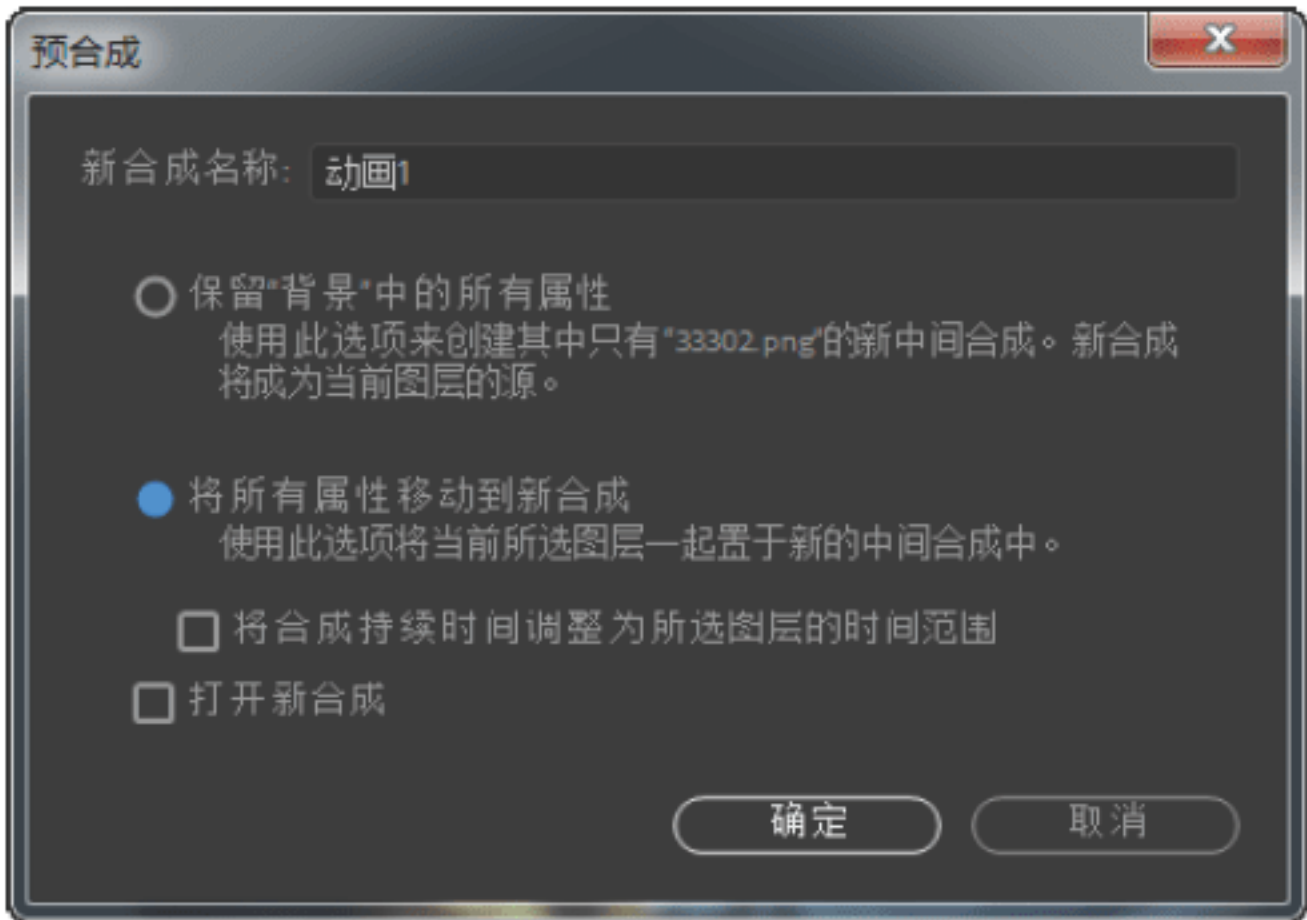 预合成
新合成名称: 动画1
保留"背景"中的所有属性
使用此选项来创建其中只有"33302.png"的新中间合成。新合成
将成为当前图层的源。
将所有属性移动到新合成
使用此选项将当前所选图层一起置于新的中间合成中。
将合成持续时间调整为所选图层的时间范围
打开新合成
确定 取消